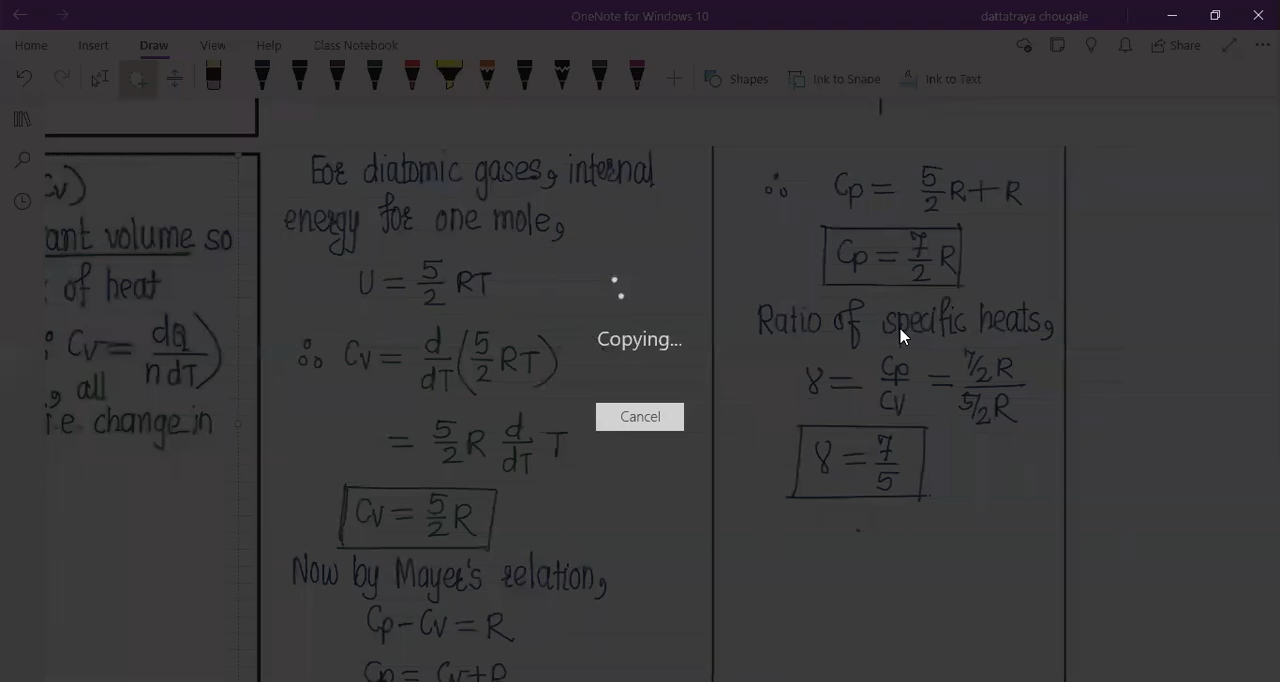 OneNote for Windows 10
dattatraya chougale
Home Insert Draw View Help Class Notebook
Share
Shapes Ink to Shape Ink to Text
Cv)
ant volume so
of heat
∴ Cv = dQ/ndT)
, all
i.e. change in
For diatomic gases, internal
energy for one mole,
U = 5/2 RT
∴ Cv = d/dT (5/2 RT)
= 5/2 R d/dT T
Cv = 5/2 R
Now by Mayer's relation,
Cp - Cv = R
Cp = Cv + R
∴ Cp = 5/2 R + R
Cp = 7/2 R
Ratio of specific heats,
γ = Cp/Cv = 7/2 R / 5/2 R
γ = 7/5
Copying...
Cancel